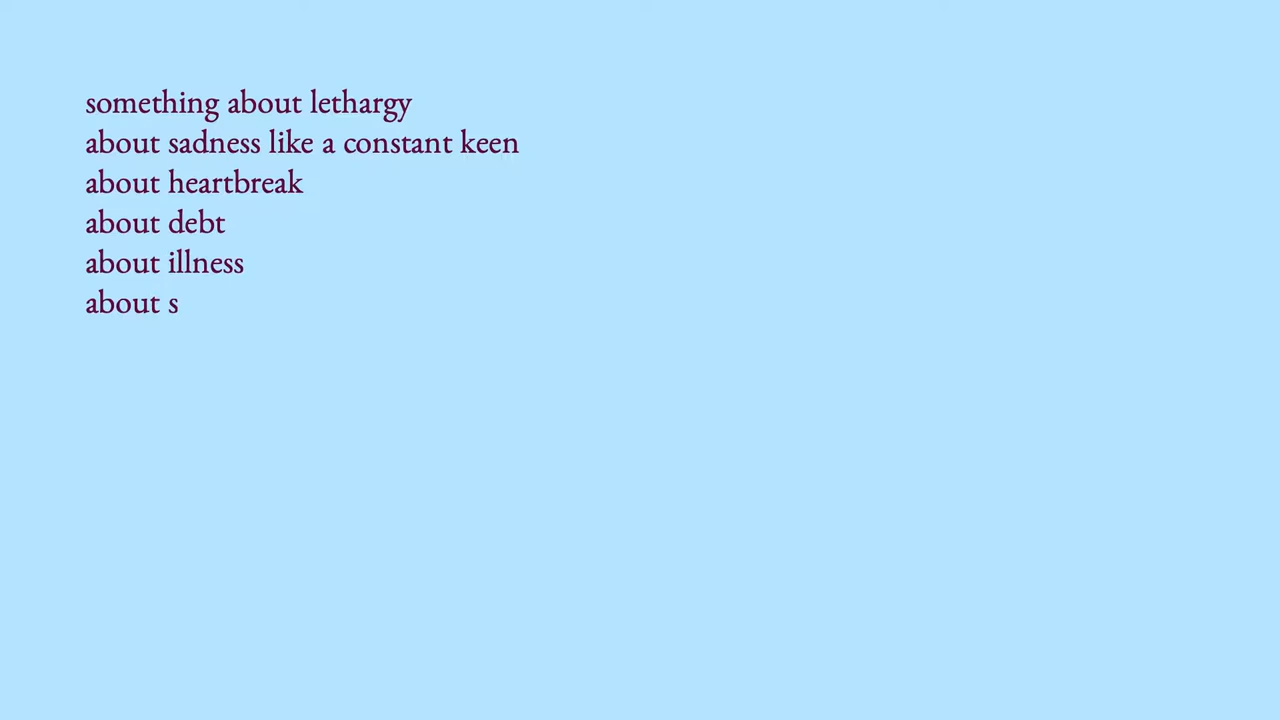 something about lethargy
about sadness like a constant keen
about heartbreak
about debt
about illness
about s